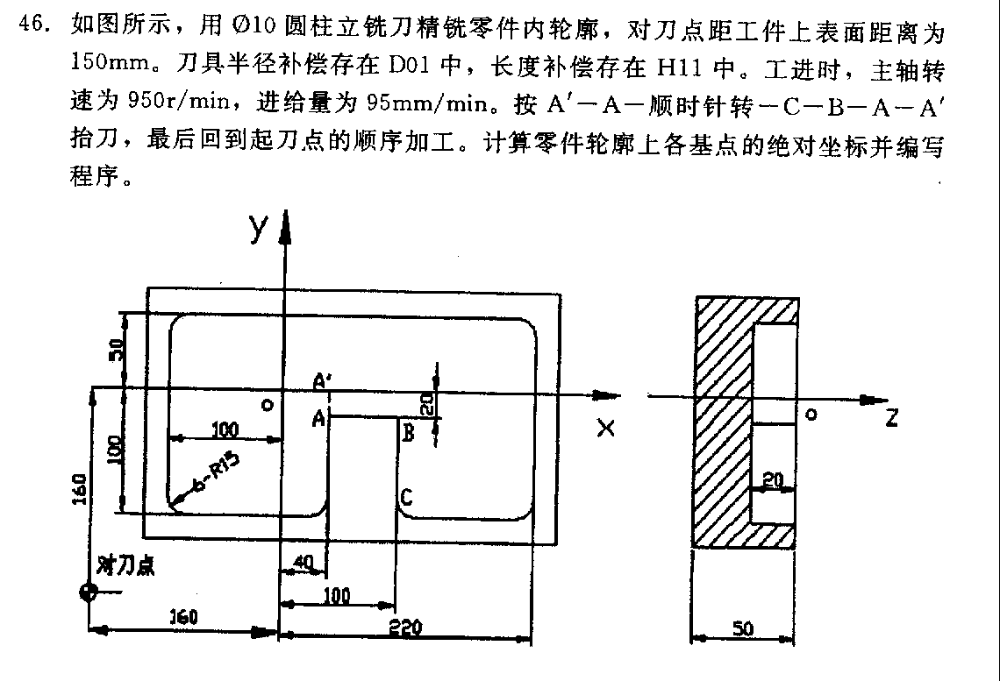 46. 如图所示，用 Ø10 圆柱立铣刀精铣零件内轮廓，对刀点距工件上表面距离为
150mm。刀具半径补偿存在 D01 中，长度补偿存在 H11 中。工进时，主轴转
速为 950r/min，进给量为 95mm/min。按 A′－A－顺时针转－C－B－A－A′
抬刀，最后回到起刀点的顺序加工。计算零件轮廓上各基点的绝对坐标并编写
程序。
y
50
A'
20
o
A
o
X
Z
100
B
100
6-R15
C
20
160
对刀点
40
100
160
220
50